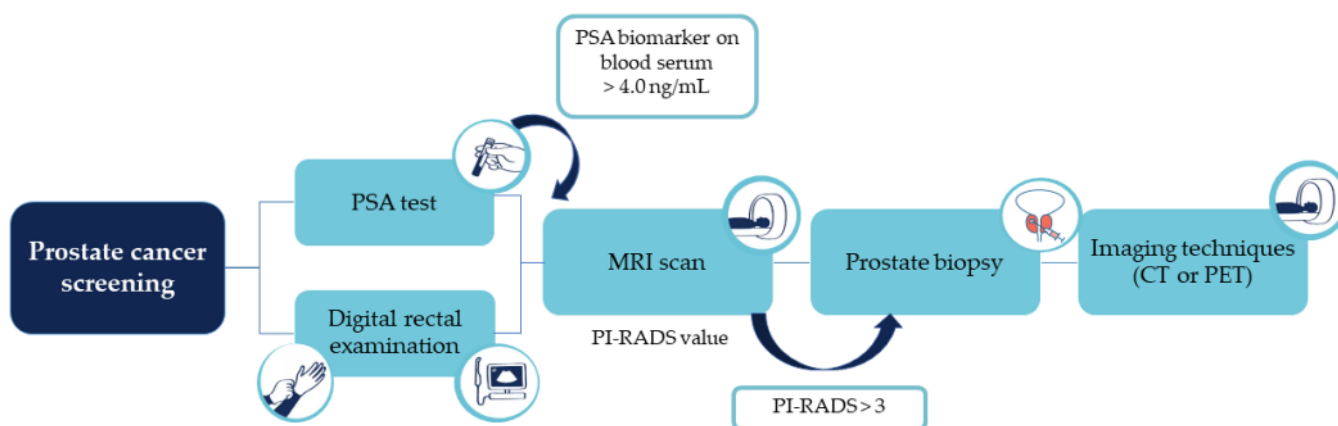 PSA biomarker on
blood serum
> 4.0 ng/mL
PSA test
Prostate cancer
screening
Digital rectal
examination
MRI scan
PI-RADS value
Prostate biopsy
PI-RADS > 3
Imaging techniques
(CT or PET)